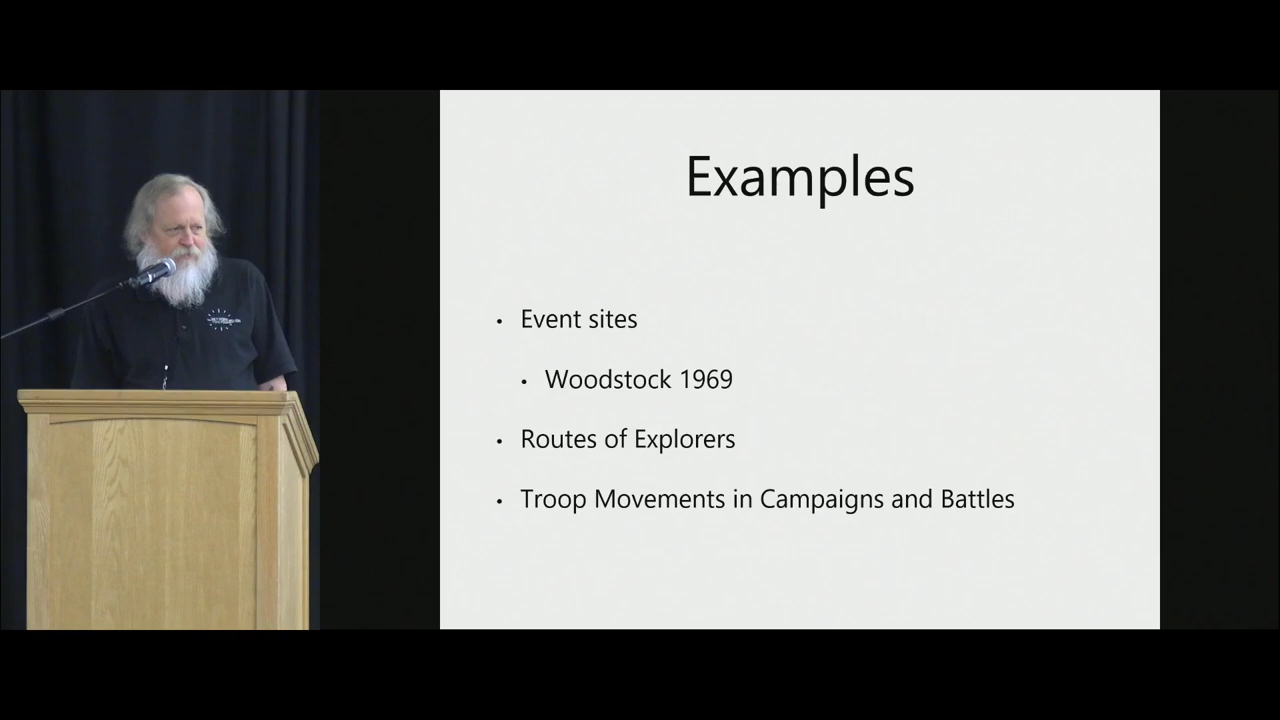 Examples
• Event sites
• Woodstock 1969
• Routes of Explorers
• Troop Movements in Campaigns and Battles